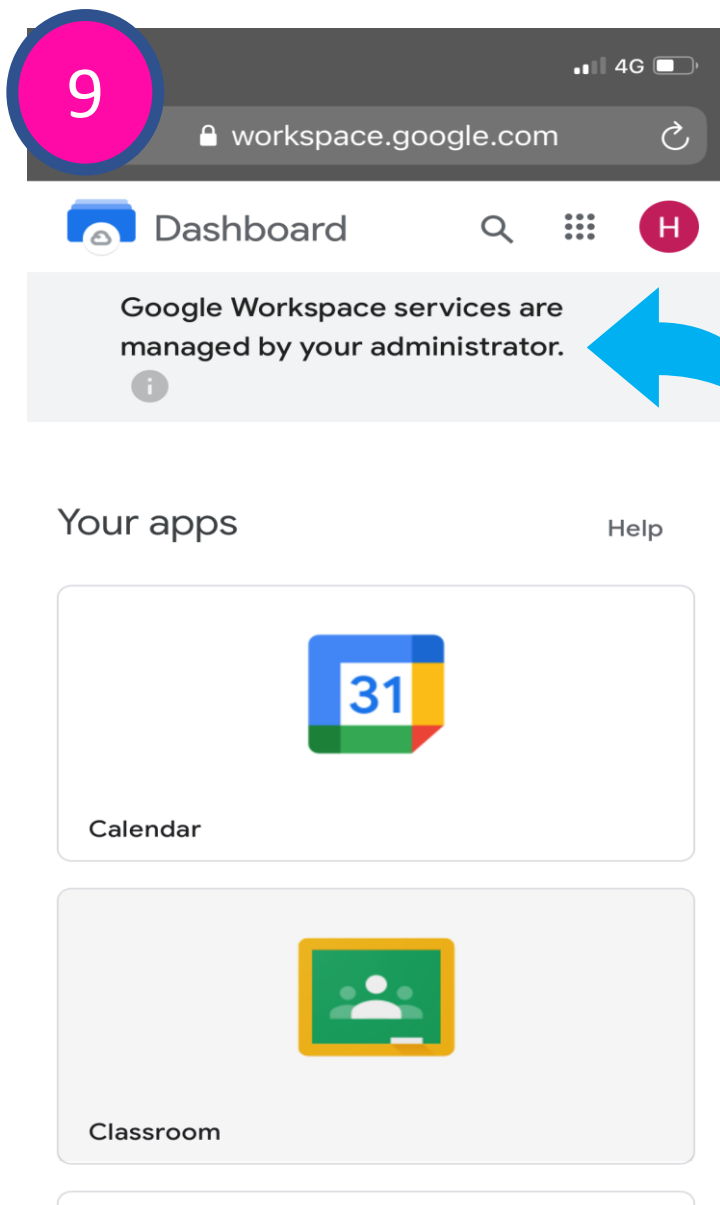 9
4G
workspace.google.com
Dashboard
H
Google Workspace services are
managed by your administrator.
i
Your apps
Help
31
Calendar
Classroom